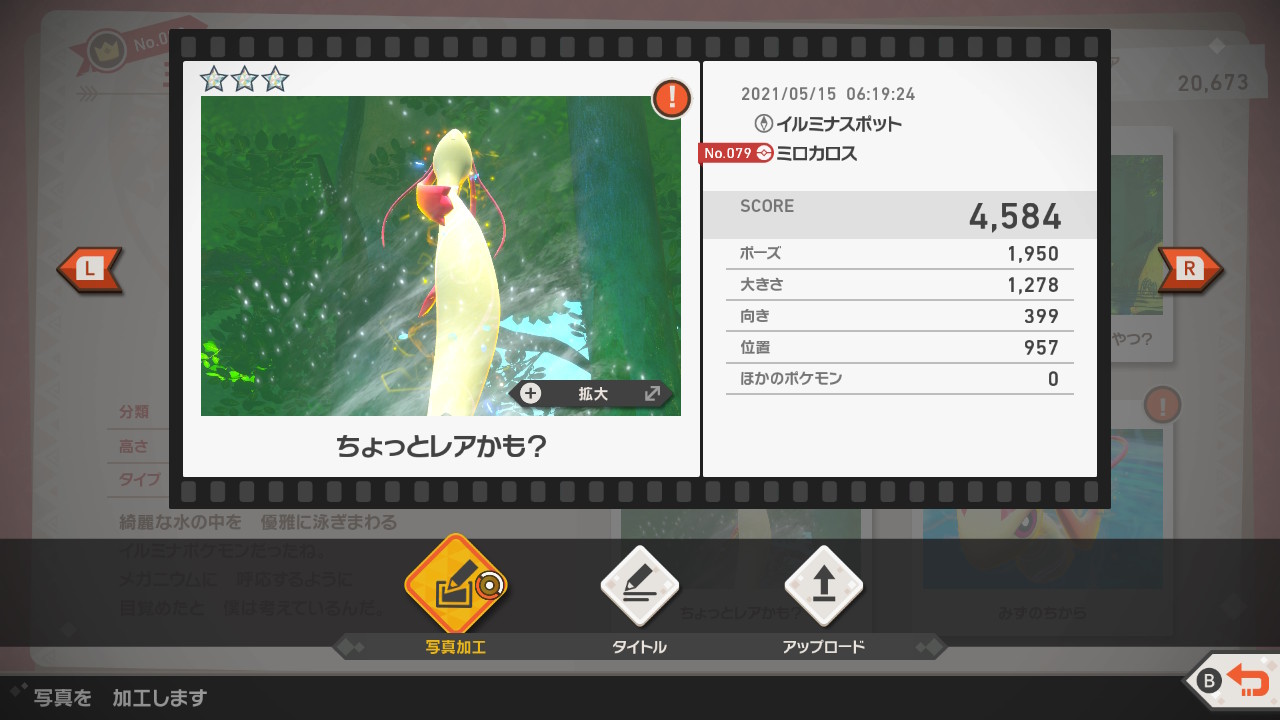 No.0
20,673
2021/05/15 06:19:24
イルミナスポット
No.079 ミロカロス
SCORE 4,584
ポーズ 1,950
大きさ 1,278
向き 399
位置 957
ほかのポケモン 0
L
R
拡大
ちょっとレアかも?
やつ?
分類
高さ
タイプ
綺麗な水の中を 優雅に泳ぎまわる
イルミナポケモンだったね。
メガニウムに 呼応するように
目覚めたと 僕は考えているんだ。
ちょっとレアかも?
みずのちから
写真加工
タイトル
アップロード
写真を 加工します
B